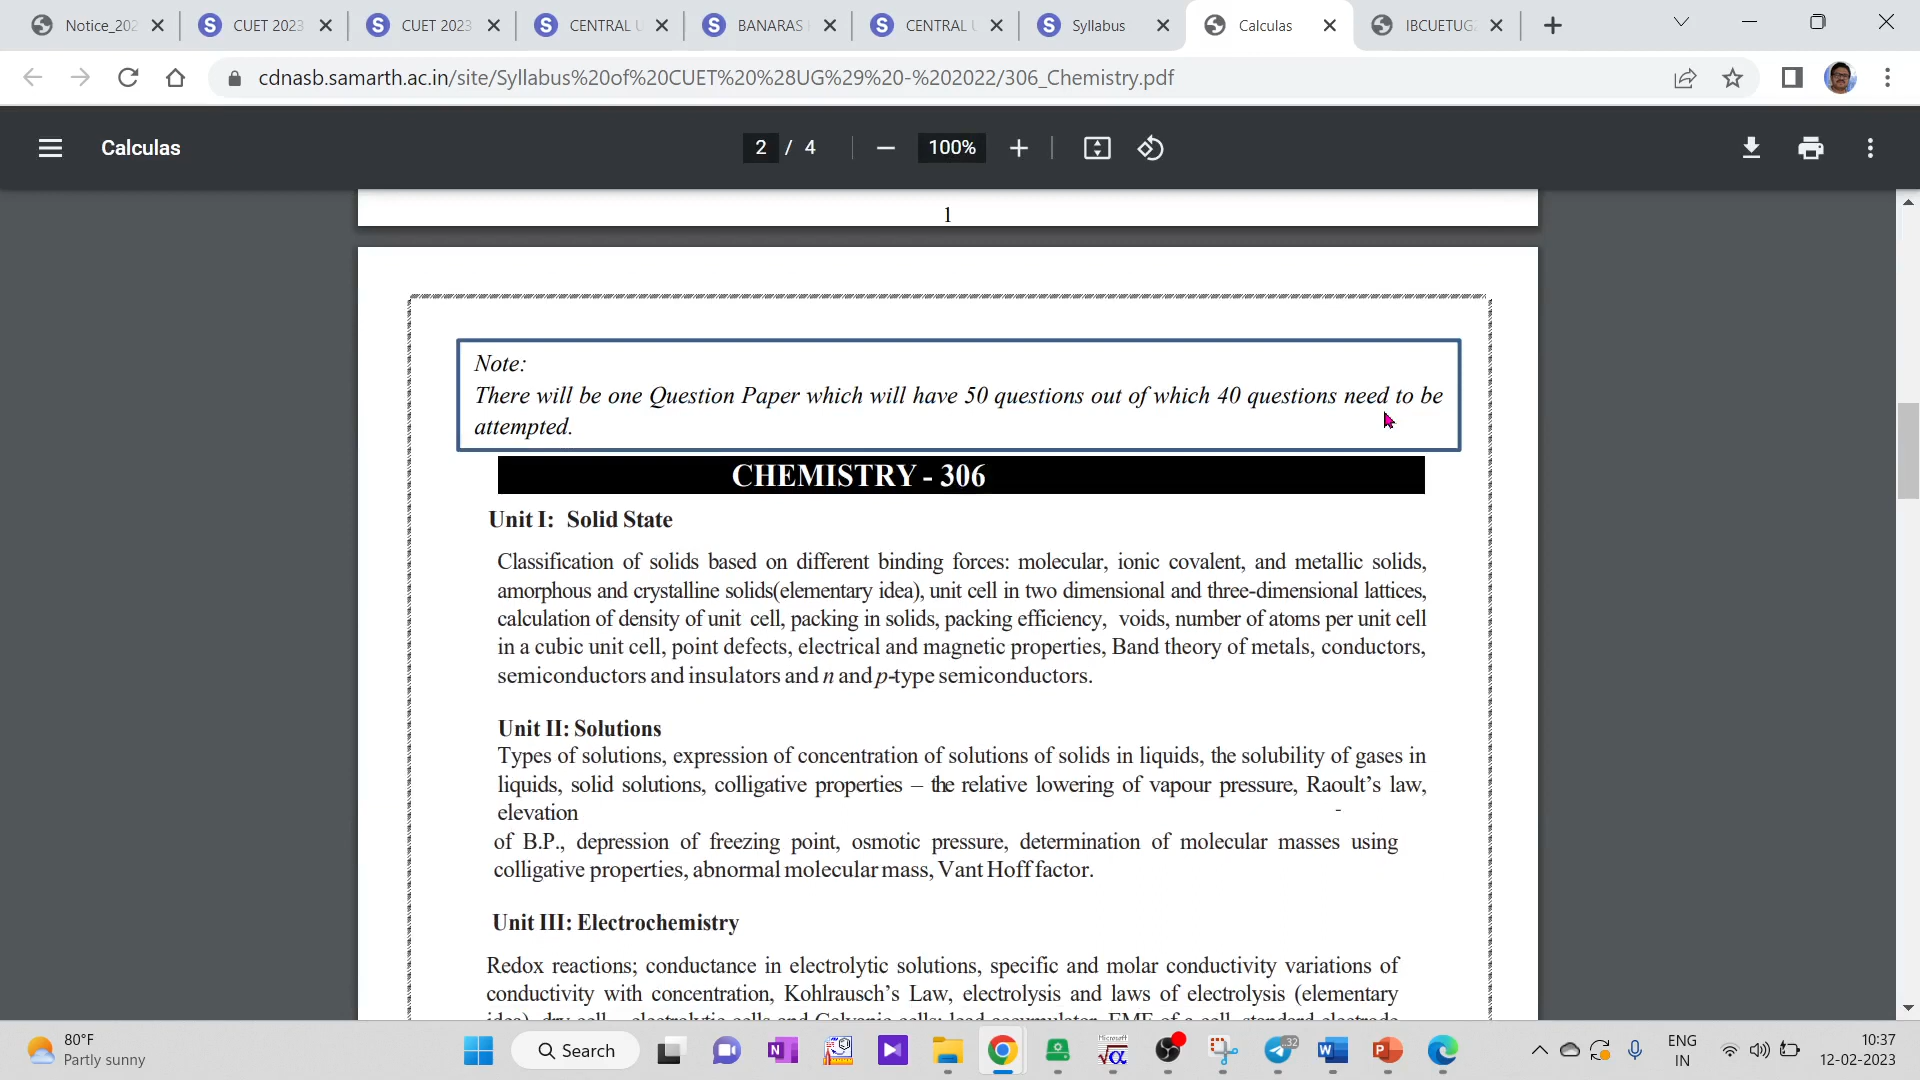 Notice_202
CUET 2023
CUET 2023
CENTRAL U
BANARAS H
CENTRAL U
Syllabus
Calculas
IBCUETUG2
cdnasb.samarth.ac.in/site/Syllabus%20of%20CUET%20%28UG%29%20-%202022/306_Chemistry.pdf
Calculas
2 / 4
100%
1
Note:
There will be one Question Paper which will have 50 questions out of which 40 questions need to be
attempted.
CHEMISTRY - 306
Unit I: Solid State
Classification of solids based on different binding forces: molecular, ionic covalent, and metallic solids,
amorphous and crystalline solids(elementary idea), unit cell in two dimensional and three-dimensional lattices,
calculation of density of unit cell, packing in solids, packing efficiency, voids, number of atoms per unit cell
in a cubic unit cell, point defects, electrical and magnetic properties, Band theory of metals, conductors,
semiconductors and insulators and n and p-type semiconductors.
Unit II: Solutions
Types of solutions, expression of concentration of solutions of solids in liquids, the solubility of gases in
liquids, solid solutions, colligative properties – the relative lowering of vapour pressure, Raoult's law,
elevation -
of B.P., depression of freezing point, osmotic pressure, determination of molecular masses using
colligative properties, abnormal molecular mass, Vant Hoff factor.
Unit III: Electrochemistry
Redox reactions; conductance in electrolytic solutions, specific and molar conductivity variations of
conductivity with concentration, Kohlrausch's Law, electrolysis and laws of electrolysis (elementary
idea), dry cell – electrolytic cells and Galvanic cells; lead accumulator, EMF of a cell, standard electrode
80°F
Partly sunny
Search
Microsoft
32
ENG
IN
10:37
12-02-2023